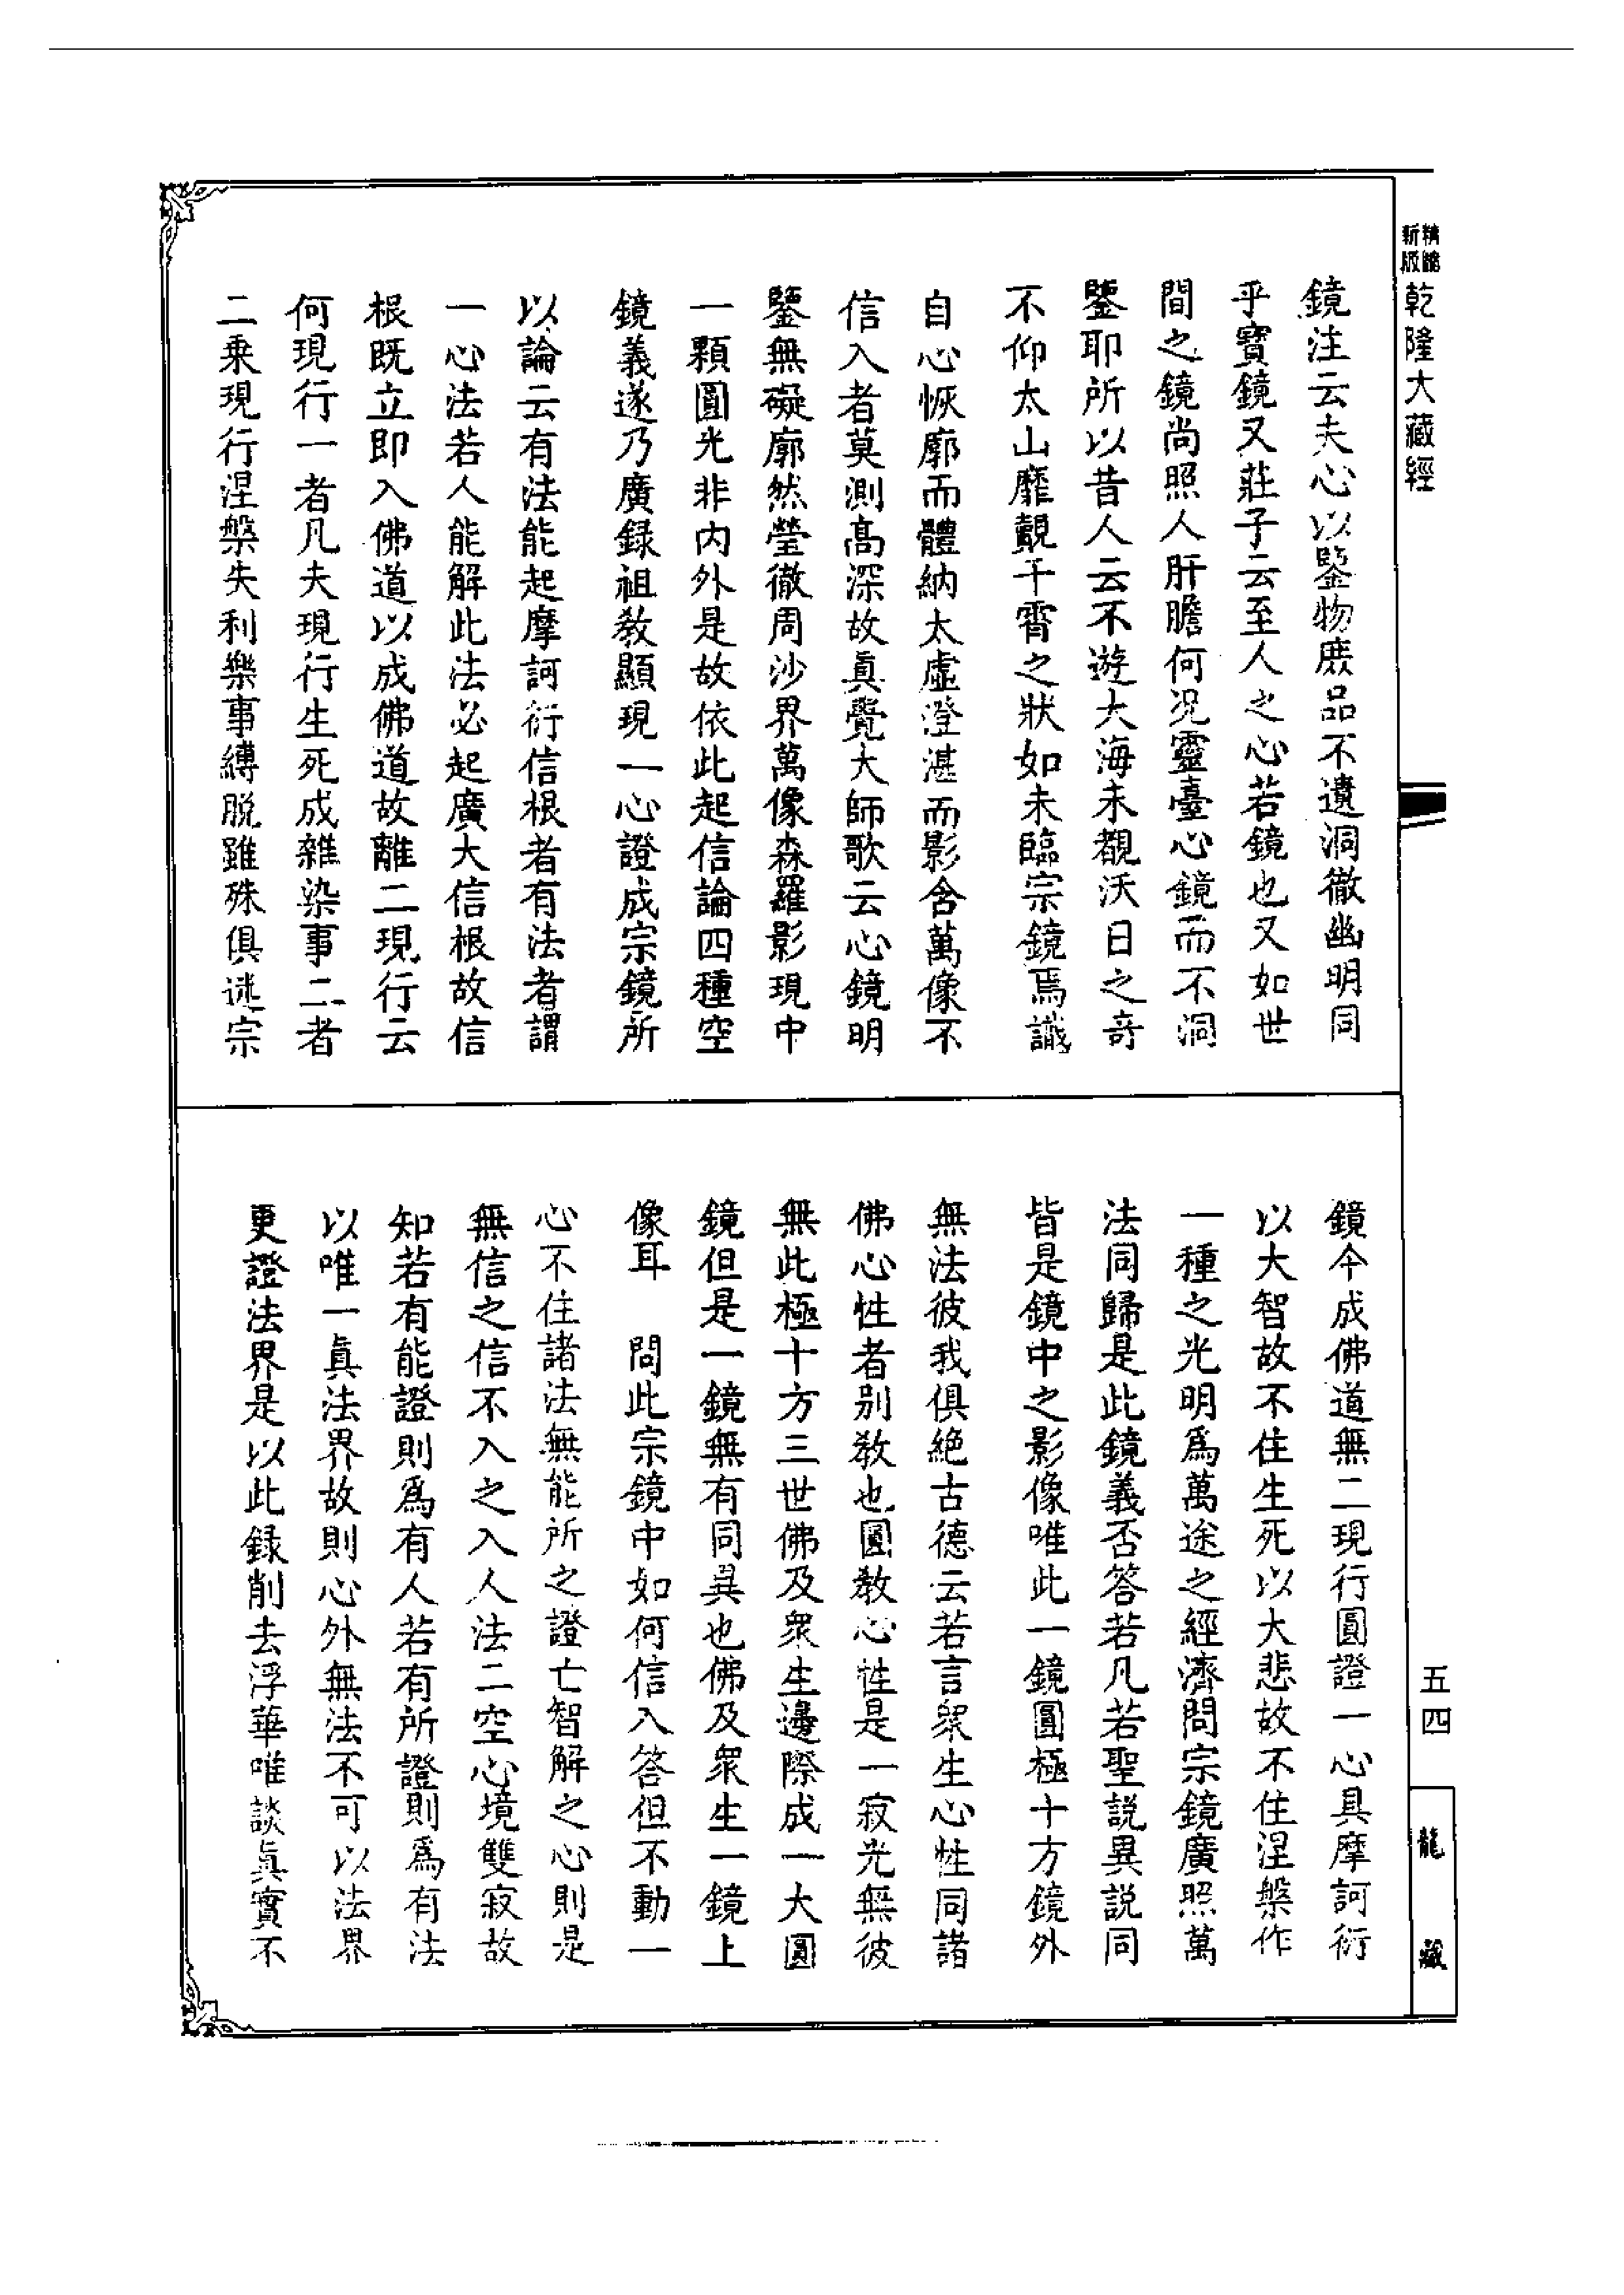 精縮
新版
乾隆大藏經
鏡注云夫心以鑒物庶品不遺洞徹幽明同
乎寶鏡又莊子云至人之心若鏡也又如世
間之鏡尚照人肝膽何況靈臺心鏡而不洞
鑒耶所以昔人云不遊大海未覩沃日之奇
不仰太山靡覿干霄之狀如未臨宗鏡焉識
自心恢廓而體納太虛澄湛而影含萬像不
信入者莫測高深故眞覺大師歌云心鏡明
鑒無礙廓然瑩徹周沙界萬像森羅影現中
一顆圓光非內外是故依此起信論四種空
鏡義遂乃廣録祖教顯現一心證成宗鏡所
以論云有法能起摩訶衍信根者有法者謂
一心法若人能解此法必起廣大信根故信
根既立即入佛道以成佛道故離二現行云
何現行一者凡夫現行生死成雜染事二者
二乘現行涅槃失利樂事縛脫雖殊俱迷宗
鏡今成佛道無二現行圓證一心具摩訶衍
以大智故不住生死以大悲故不住涅槃作
一種之光明爲萬途之經濟問宗鏡廣照萬
法同歸是此鏡義否答若凡若聖說異說同
皆是鏡中之影像唯此一鏡圓極十方鏡外
無法彼我俱絕古德云若言衆生心性同諸
佛心性者別教也圓教心性是一寂光無彼
無此極十方三世佛及衆生邊際成一大圓
鏡但是一鏡無有同異也佛及衆生一鏡上
像耳　問此宗鏡中如何信入答但不動一
心不住諸法無能所之證亡智解之心則是
無信之信不入之入人法二空心境雙寂故
知若有能證則爲有人若有所證則爲有法
以唯一眞法界故則心外無法不可以法界
更證法界是以此録削去浮華唯談眞實不
五四
龍藏